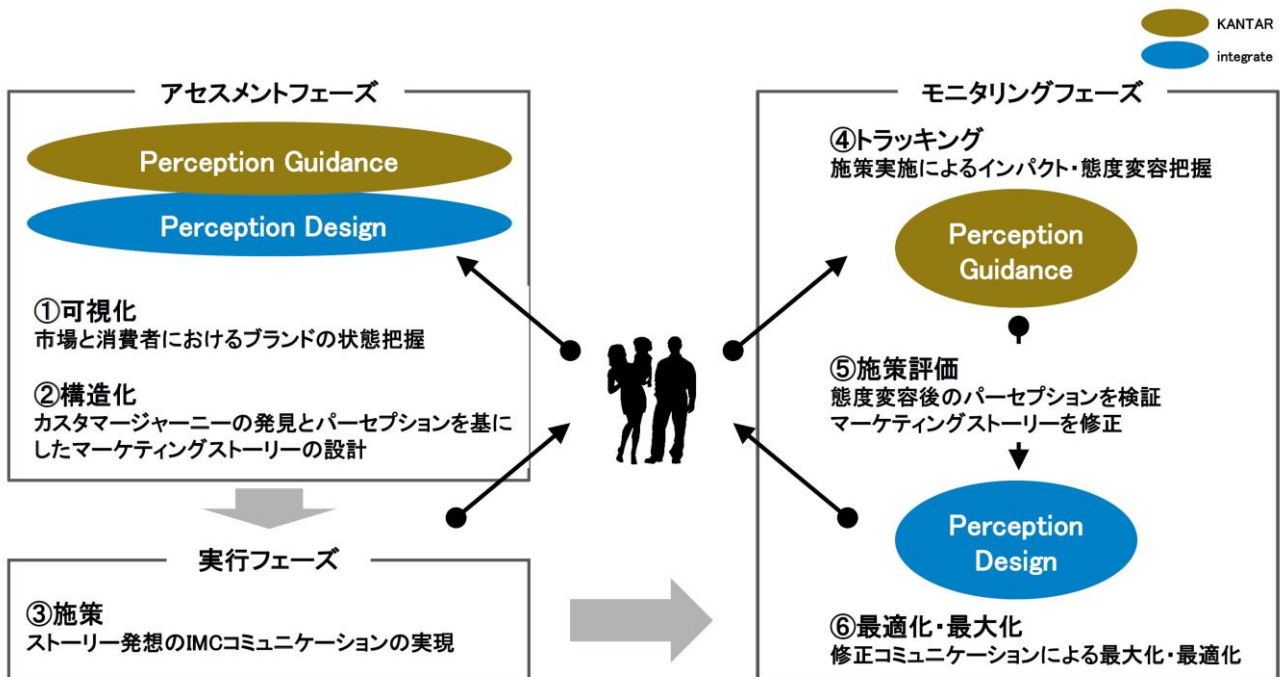 KANTAR
integrate
アセスメントフェーズ
Perception Guidance
Perception Design
①可視化
市場と消費者におけるブランドの状態把握
②構造化
カスタマージャーニーの発見とパーセプションを基に
したマーケティングストーリーの設計
実行フェーズ
③施策
ストーリー発想のIMCコミュニケーションの実現
モニタリングフェーズ
④トラッキング
施策実施によるインパクト・態度変容把握
Perception
Guidance
⑤施策評価
態度変容後のパーセプションを検証
マーケティングストーリーを修正
Perception
Design
⑥最適化・最大化
修正コミュニケーションによる最大化・最適化